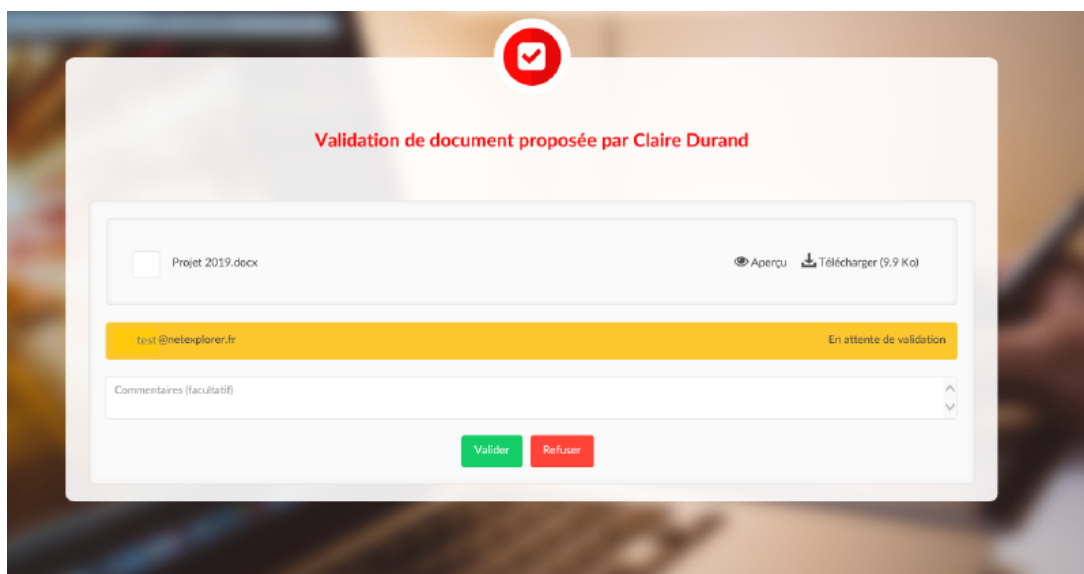 Validation de document proposée par Claire Durand
Projet 2019.docx
Aperçu Télécharger (9.9 Ko)
test@netexplorer.fr
En attente de validation
Commentaires (facultatif)
Valider Refuser